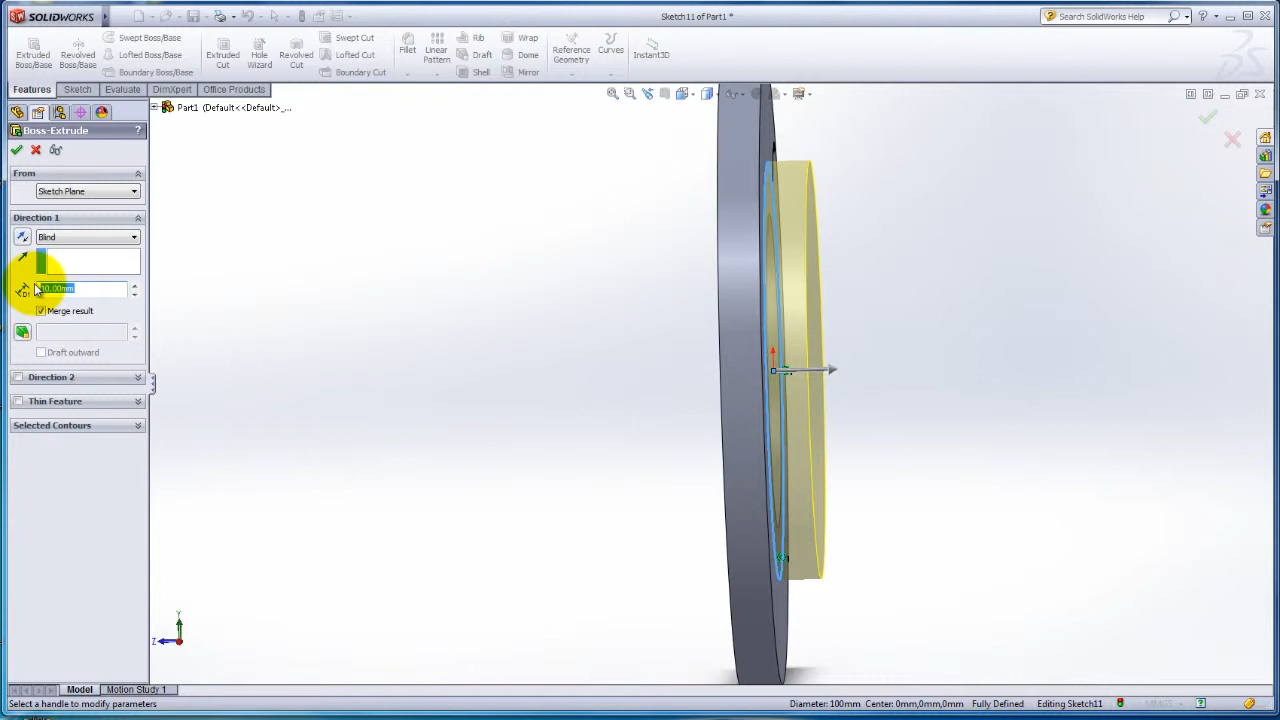 SOLIDWORKS
Sketch11 of Part1 *
Search SolidWorks Help
Extruded Boss/Base
Revolved Boss/Base
Swept Boss/Base
Lofted Boss/Base
Boundary Boss/Base
Extruded Cut
Hole Wizard
Revolved Cut
Swept Cut
Lofted Cut
Boundary Cut
Fillet
Linear Pattern
Rib
Draft
Shell
Wrap
Dome
Mirror
Reference Geometry
Curves
Instant3D
Features
Sketch
Evaluate
DimXpert
Office Products
Part1 (Default<<Default>_...
Boss-Extrude
?
From
Sketch Plane
Direction 1
Blind
10.00mm
Merge result
Draft outward
Direction 2
Thin Feature
Selected Contours
Y
Z
Model
Motion Study 1
Select a handle to modify parameters
Diameter: 100mm Center: 0mm,0mm,0mm
Fully Defined
Editing Sketch11
MMGS